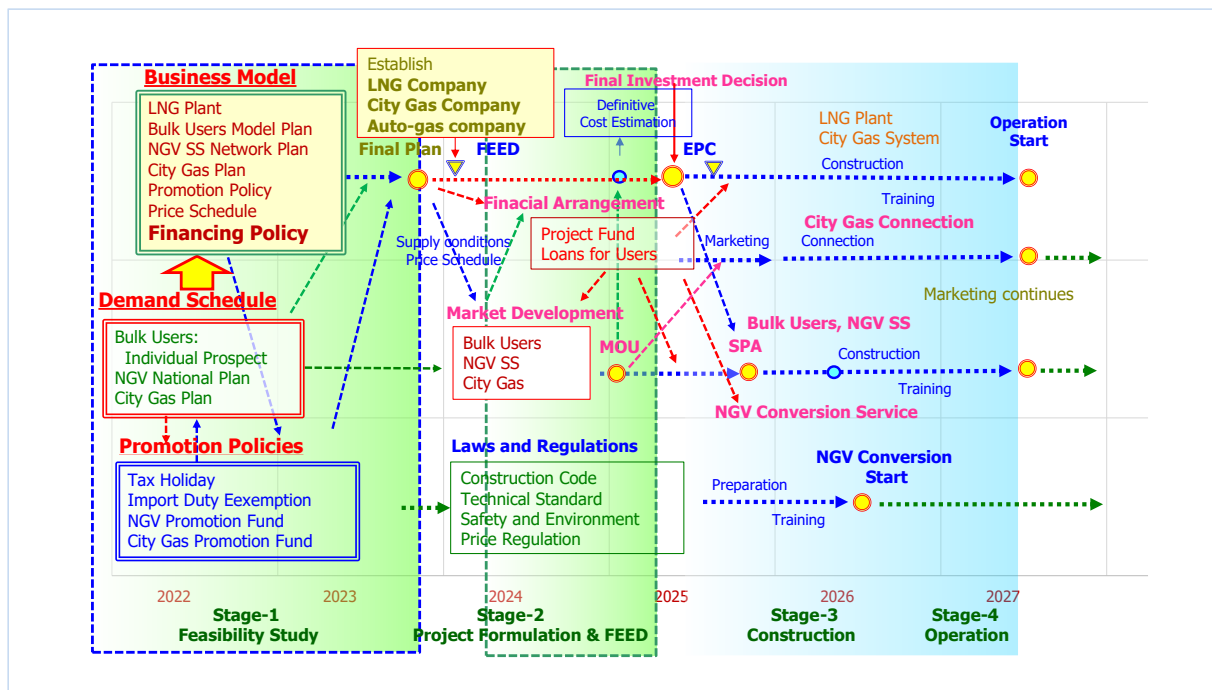 Business Model
LNG Plant
Bulk Users Model Plan
NGV SS Network Plan
City Gas Plan
Promotion Policy
Price Schedule
Financing Policy
Demand Schedule
Bulk Users:
Individual Prospect
NGV National Plan
City Gas Plan
Promotion Policies
Tax Holiday
Import Duty Eexemption
NGV Promotion Fund
City Gas Promotion Fund
Establish
LNG Company
City Gas Company
Auto-gas company
Final Plan
FEED
Final Investment Decision
Definitive
Cost Estimation
EPC
LNG Plant
City Gas System
Construction
Training
Operation
Start
Finacial Arrangement
Project Fund
Loans for Users
Supply conditions
Price Schedule
Marketing
City Gas Connection
Connection
Marketing continues
Market Development
Bulk Users
NGV SS
City Gas
MOU
SPA
Bulk Users, NGV SS
Construction
Training
NGV Conversion Service
Laws and Regulations
Construction Code
Technical Standard
Safety and Environment
Price Regulation
NGV Conversion
Start
Preparation
Training
2022
2023
2024
2025
2026
2027
Stage-1
Feasibility Study
Stage-2
Project Formulation & FEED
Stage-3
Construction
Stage-4
Operation